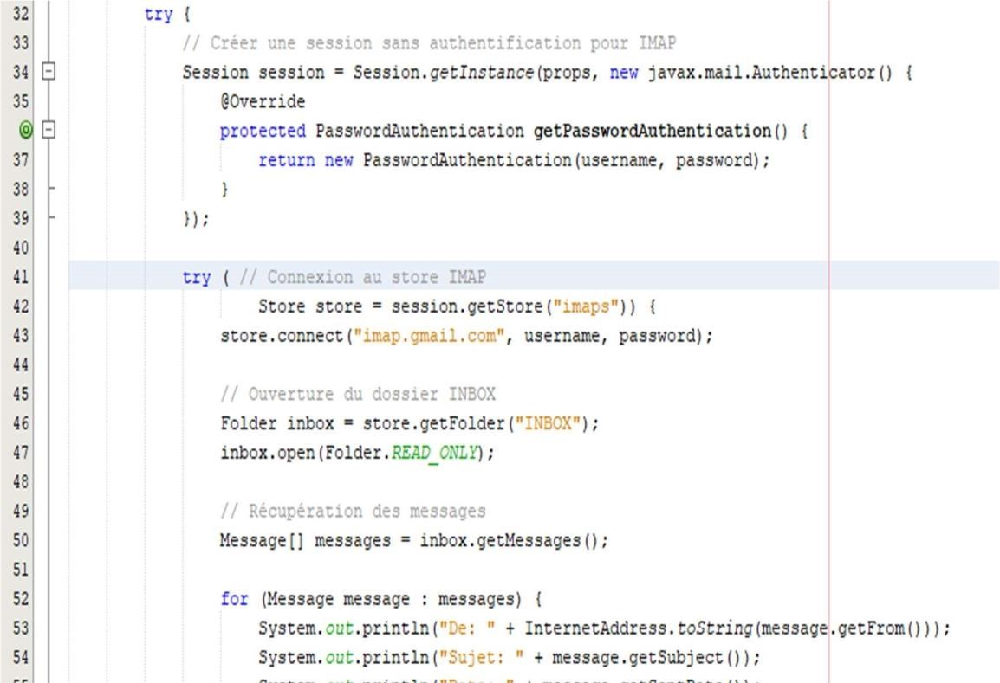 32 try {
33 // Créer une session sans authentification pour IMAP
34 Session session = Session.getInstance(props, new javax.mail.Authenticator() {
35 @Override
protected PasswordAuthentication getPasswordAuthentication() {
37 return new PasswordAuthentication(username, password);
38 }
39 });
40
41 try ( // Connexion au store IMAP
42 Store store = session.getStore("imaps")) {
43 store.connect("imap.gmail.com", username, password);
44
45 // Ouverture du dossier INBOX
46 Folder inbox = store.getFolder("INBOX");
47 inbox.open(Folder.READ_ONLY);
48
49 // Récupération des messages
50 Message[] messages = inbox.getMessages();
51
52 for (Message message : messages) {
53 System.out.println("De: " + InternetAddress.toString(message.getFrom()));
54 System.out.println("Sujet: " + message.getSubject());